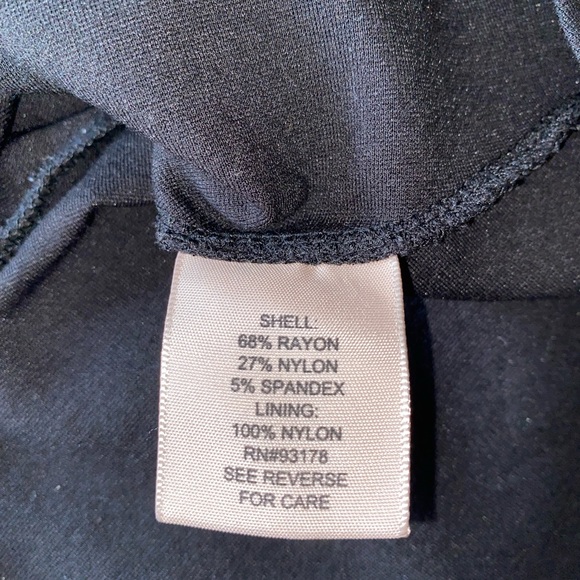 SHELL:
68% RAYON
27% NYLON
5% SPANDEX
LINING:
100% NYLON
RN#93178
SEE REVERSE
FOR CARE